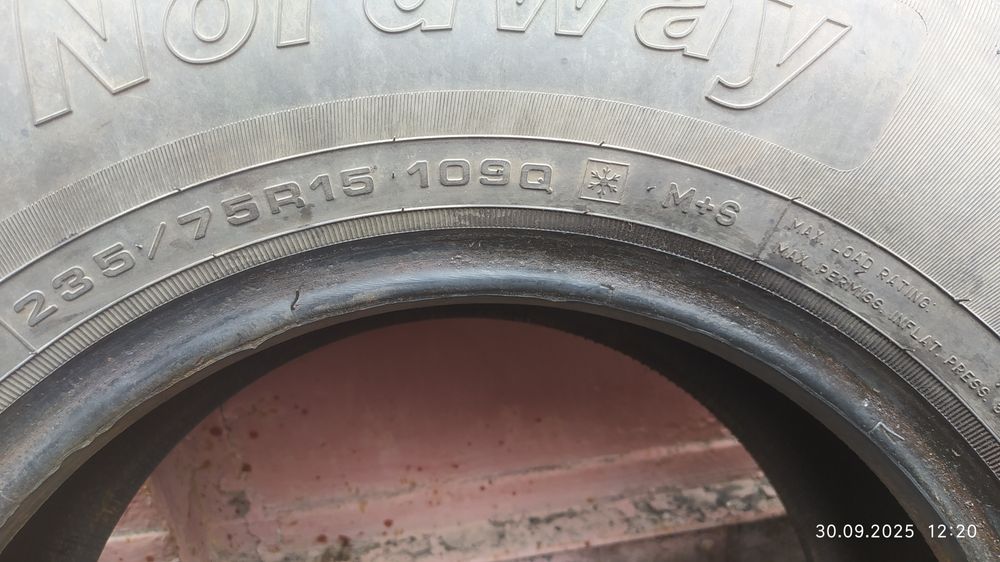 Nordway
235/75R15 109Q M+S
MAX. LOAD RATING:
MAX. PERMISS. INFLAT. PRESS.
30.09.2025 12:20